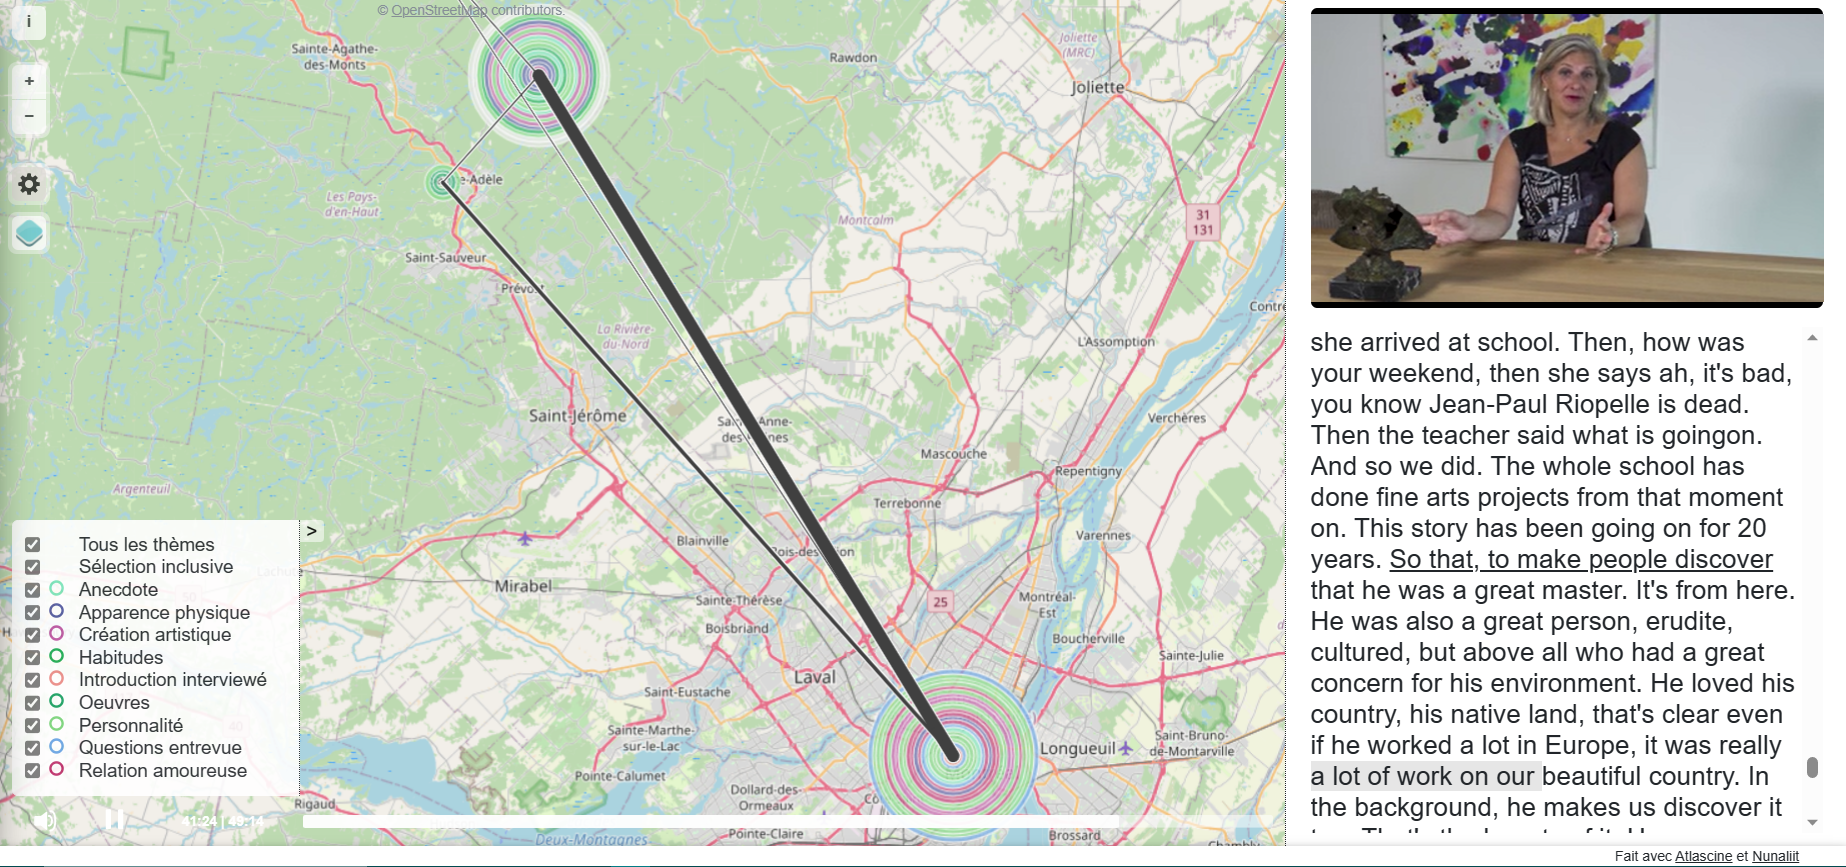 © OpenStreetMap contributors.
i
+
−
Sainte-Agathe-
des-Monts
Rawdon
Joliette
(MRC)
Joliette
e-Adèle
Les Pays-
d'en-Haut
Montcalm
31
131
Saint-Sauveur
Prévost
La Rivière-
du-Nord
L'Assomption
Saint-Jérôme
Verchères
Mascouche
Repentigny
Argenteuil
Terrebonne
Varennes
Blainville
Bois-des-
Mirabel
25
Sainte-Thérèse
Montréal-
Est
Boisbriand
Boucherville
Sainte-Julie
Laval
Saint-Eustache
Sainte-Marthe-
sur-le-Lac
Longueuil
Saint-Bruno-
de-Montarville
Pointe-Calumet
Dollard-des-
Ormeaux
Rigaud
Deux-Montagnes
Pointe-Claire
Brossard
Chambly
>
Tous les thèmes
Sélection inclusive
Anecdote
Apparence physique
Création artistique
Habitudes
Introduction interviewé
Oeuvres
Personnalité
Questions entrevue
Relation amoureuse
41:24 | 49:14
she arrived at school. Then, how was
your weekend, then she says ah, it's bad,
you know Jean-Paul Riopelle is dead.
Then the teacher said what is goingon.
And so we did. The whole school has
done fine arts projects from that moment
on. This story has been going on for 20
years. So that, to make people discover
that he was a great master. It's from here.
He was also a great person, erudite,
cultured, but above all who had a great
concern for his environment. He loved his
country, his native land, that's clear even
if he worked a lot in Europe, it was really
a lot of work on our beautiful country. In
the background, he makes us discover it
Fait avec Atlascine et Nunaliit